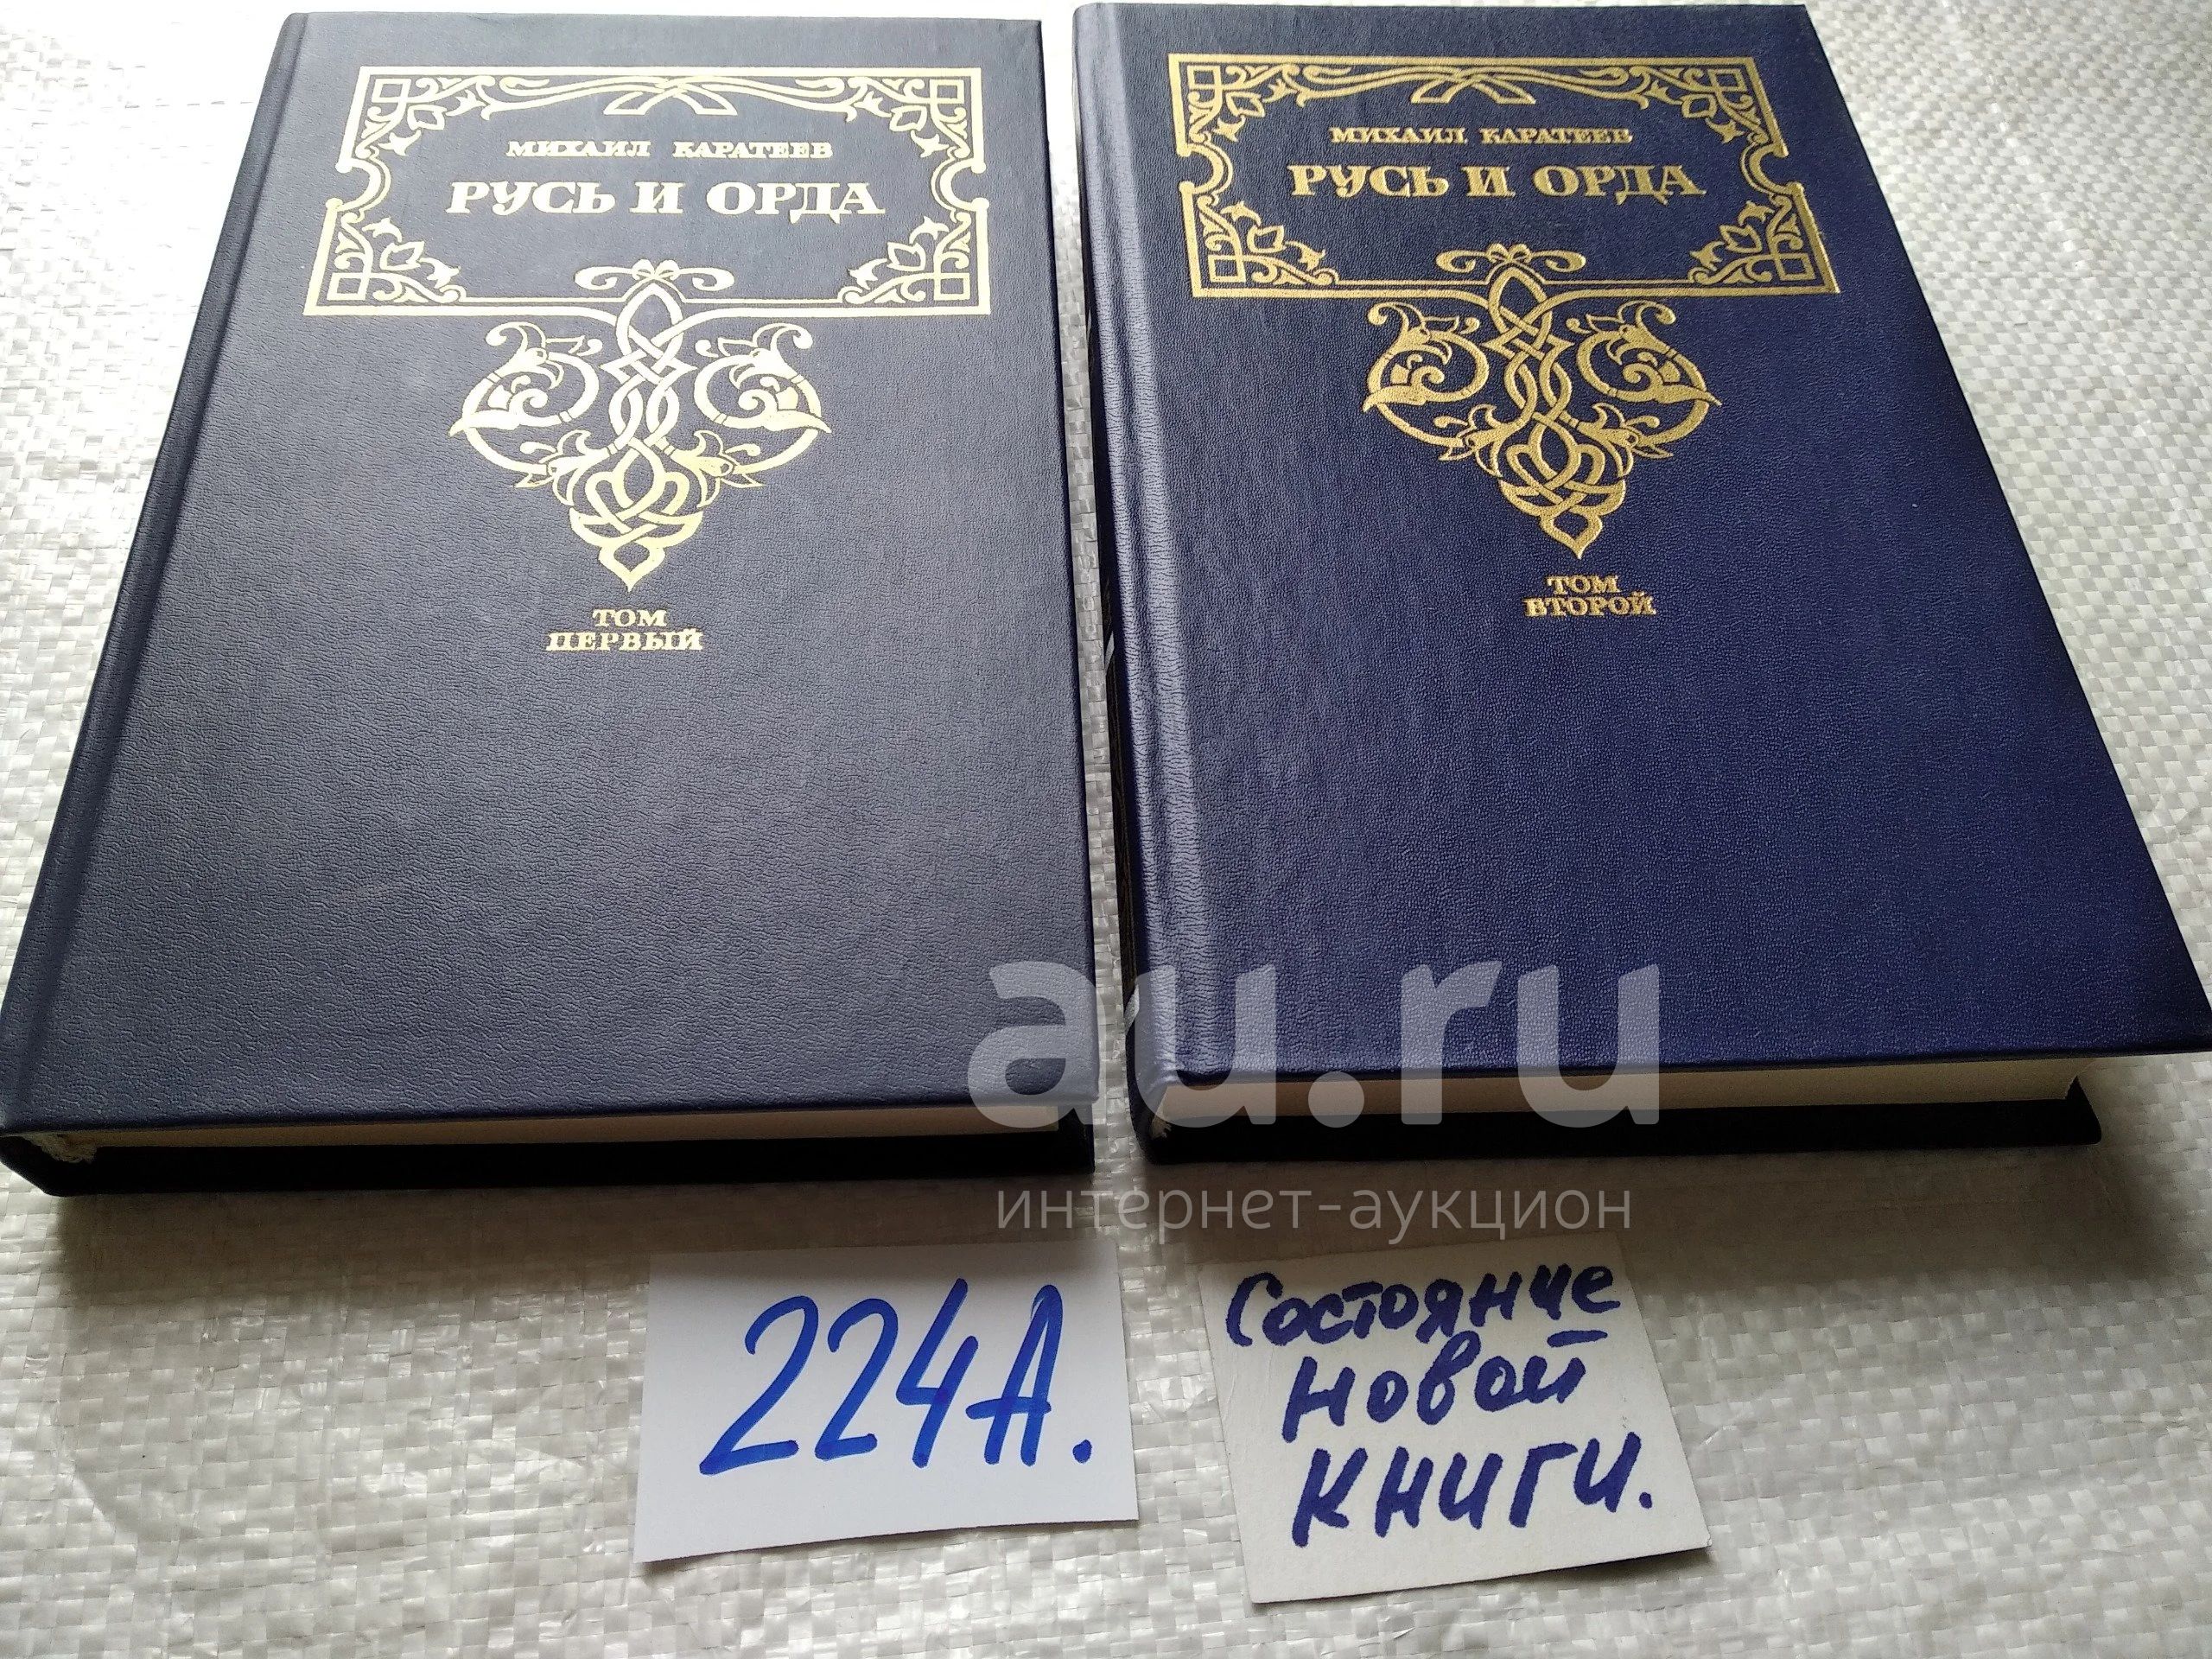 МИХАИЛ КАРАТЕЕВ
РУСЬ И ОРДА
ТОМ
ПЕРВЫЙ
МИХАИЛ КАРАТЕЕВ
РУСЬ И ОРДА
ТОМ
ВТОРОЙ
au.ru
интернет-аукцион
224А.
Состояние
новой
книги.